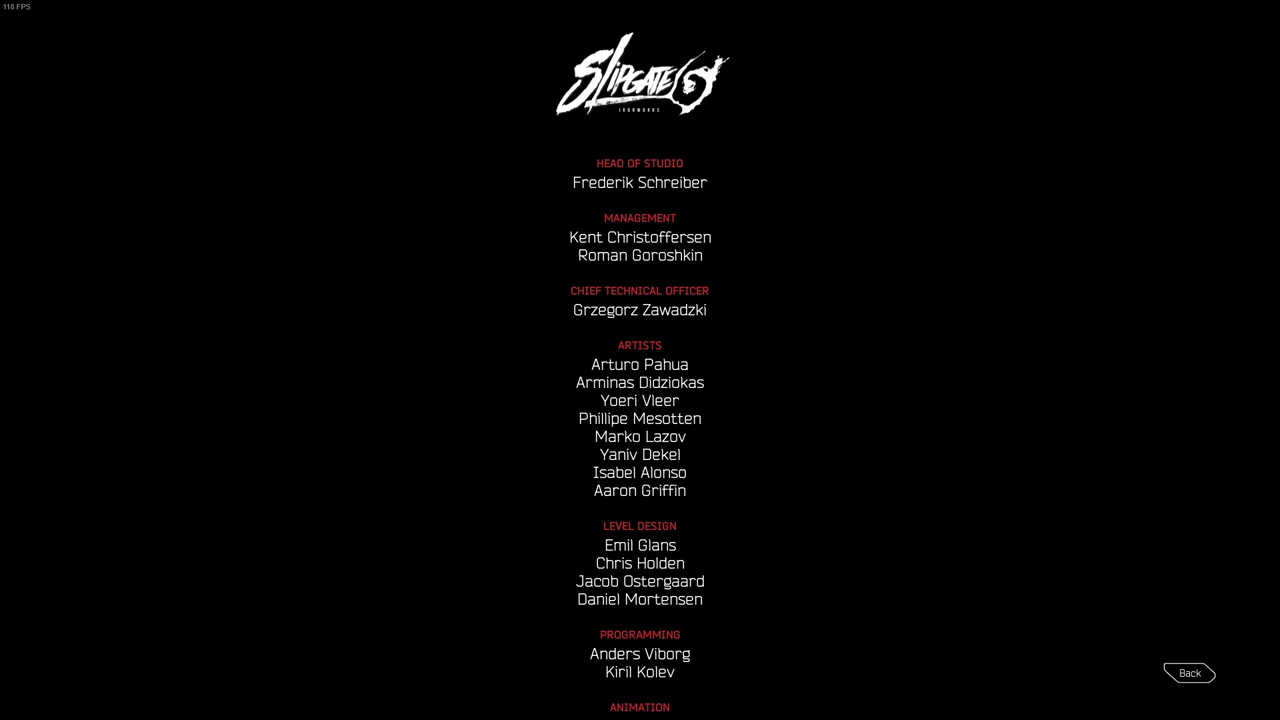 118 FPS
SLIPGATE
IRONWORKS
HEAD OF STUDIO
Frederik Schreiber
MANAGEMENT
Kent Christoffersen
Roman Goroshkin
CHIEF TECHNICAL OFFICER
Grzegorz Zawadzki
ARTISTS
Arturo Pahua
Arminas Didziokas
Yoeri Vleer
Phillipe Mesotten
Marko Lazov
Yaniv Dekel
Isabel Alonso
Aaron Griffin
LEVEL DESIGN
Emil Glans
Chris Holden
Jacob Ostergaard
Daniel Mortensen
PROGRAMMING
Anders Viborg
Kiril Kolev
Back
ANIMATION